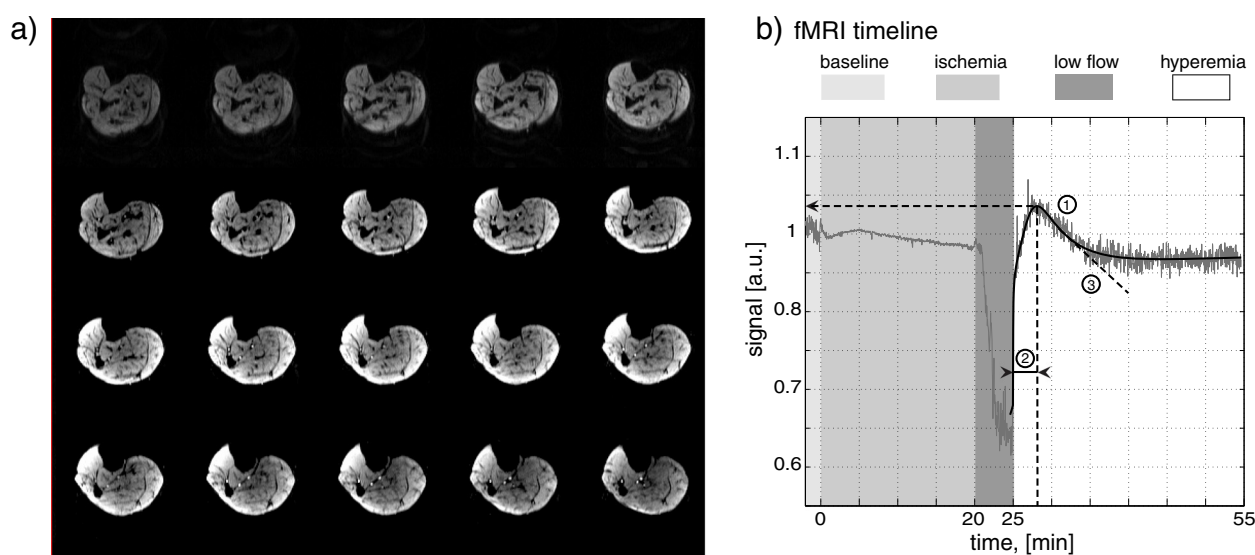 a)
b) fMRI timeline
baseline ischemia low flow hyperemia
signal [a.u.]
1.1
1
0.9
0.8
0.7
0.6
1
2
3
0 20 25 55
time, [min]